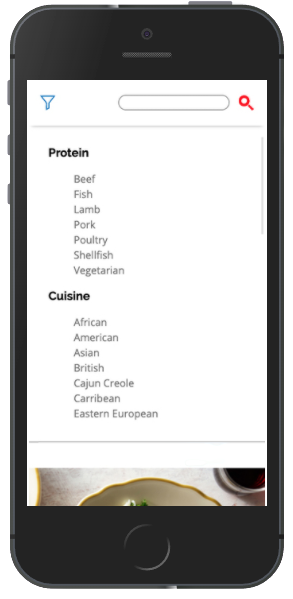 Protein
Beef
Fish
Lamb
Pork
Poultry
Shellfish
Vegetarian
Cuisine
African
American
Asian
British
Cajun Creole
Carribean
Eastern European